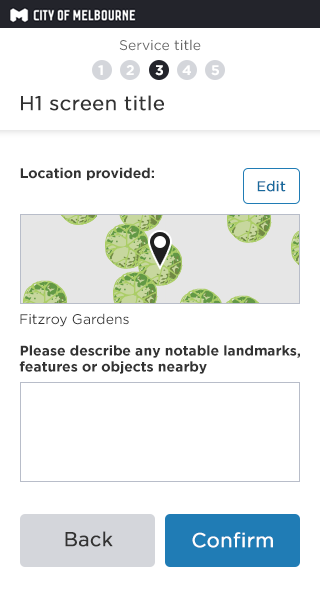 CITY OF MELBOURNE
Service title
1 2 3 4 5
H1 screen title
Location provided:
Edit
Fitzroy Gardens
Please describe any notable landmarks,
features or objects nearby
Back
Confirm